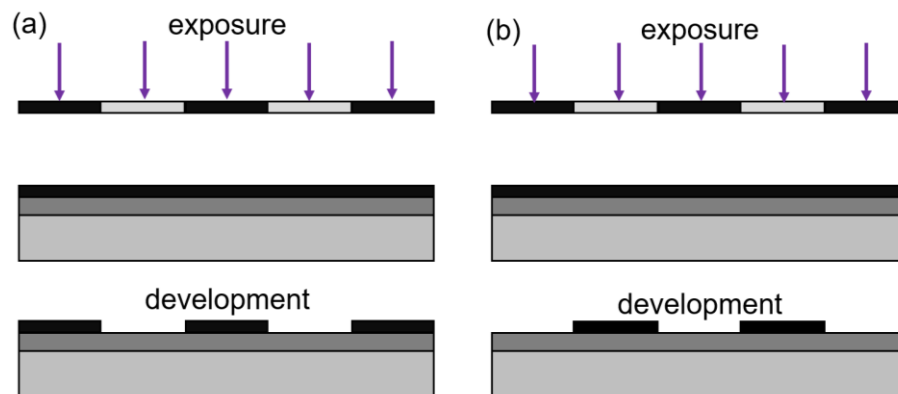 (a)
exposure
development
(b)
exposure
development